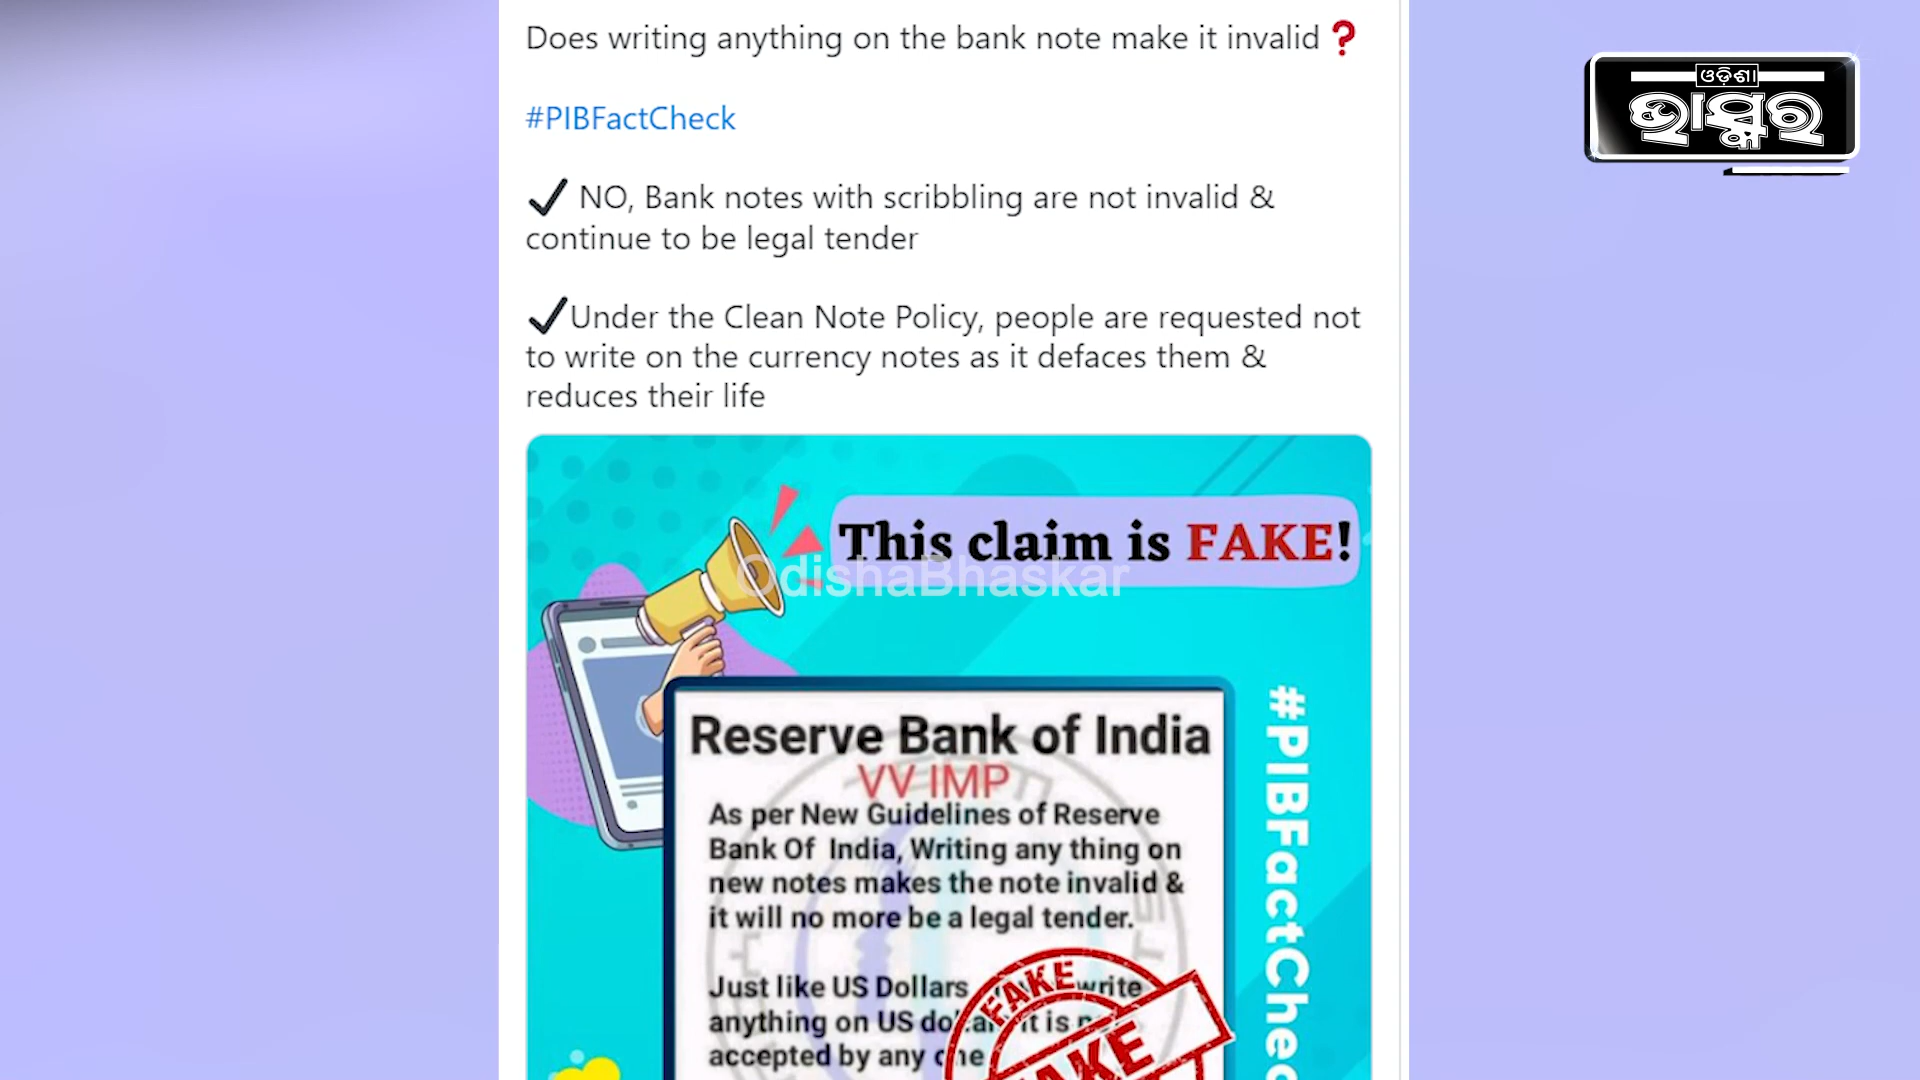 Does writing anything on the bank note make it invalid ❓
#PIBFactCheck
✔ NO, Bank notes with scribbling are not invalid &
continue to be legal tender
✔Under the Clean Note Policy, people are requested not
to write on the currency notes as it defaces them &
reduces their life
ଓଡ଼ିଶା
ଭାସ୍କର
This claim is FAKE!
OdishaBhaskar
Reserve Bank of India
VV IMP
As per New Guidelines of Reserve
Bank Of India, Writing any thing on
new notes makes the note invalid &
it will no more be a legal tender.
Just like US Dollars write
anything on US it is
accepted by any
FAKE
FAKE
#PIBFactChec